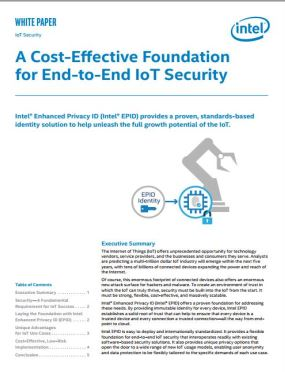 WHITE PAPER
IoT Security
intel
A Cost-Effective Foundation
for End-to-End IoT Security
Intel® Enhanced Privacy ID (Intel® EPID) provides a proven, standards-based
identity solution to help unleash the full growth potential of the IoT.
EPID
Identity
Executive Summary
The Internet of Things (IoT) offers unprecedented opportunity for technology
vendors, service providers, and the businesses and consumers they serve. Analysts
are predicting a multi-trillion dollar IoT industry will emerge within the next five
years, with tens of billions of connected devices expanding the power and reach of
the Internet.
Of course, this enormous footprint of connected devices also offers an enormous
new attack surface for hackers and malware. To create an environment of trust in
which the IoT can truly thrive, security must be built into the IoT from the start. It
must be strong, flexible, cost-effective, and massively scalable.
Intel® Enhanced Privacy ID (Intel® EPID) offers a proven foundation for addressing
these needs. By providing immutable identity for every device, Intel EPID
establishes a solid root of trust that can help to ensure that every device is a
trusted device and every connection a trusted connection—all the way from end-
point to cloud.
Intel EPID is easy to deploy and internationally standardized. It provides a flexible
foundation for end-to-end IoT security that interoperates readily with existing
software-based security solutions. It also provides unique privacy options that
open the door to a wide range of new IoT usage models, enabling user anonymity
and data protection to be flexibly tailored to the specific demands of each use case.
Table of Contents
Executive Summary . . . . . . . . . . . 1
Security—A Fundamental
Requirement for IoT Success . . . . 2
Laying the Foundation with Intel
Enhanced Privacy ID (EPID) . . . . . 2
Unique Advantages
for IoT Use Cases . . . . . . . . . . . . . 3
Cost-Effective, Low-Risk
Implementation . . . . . . . . . . . . . . 4
Conclusion . . . . . . . . . . . . . . . . . . 5